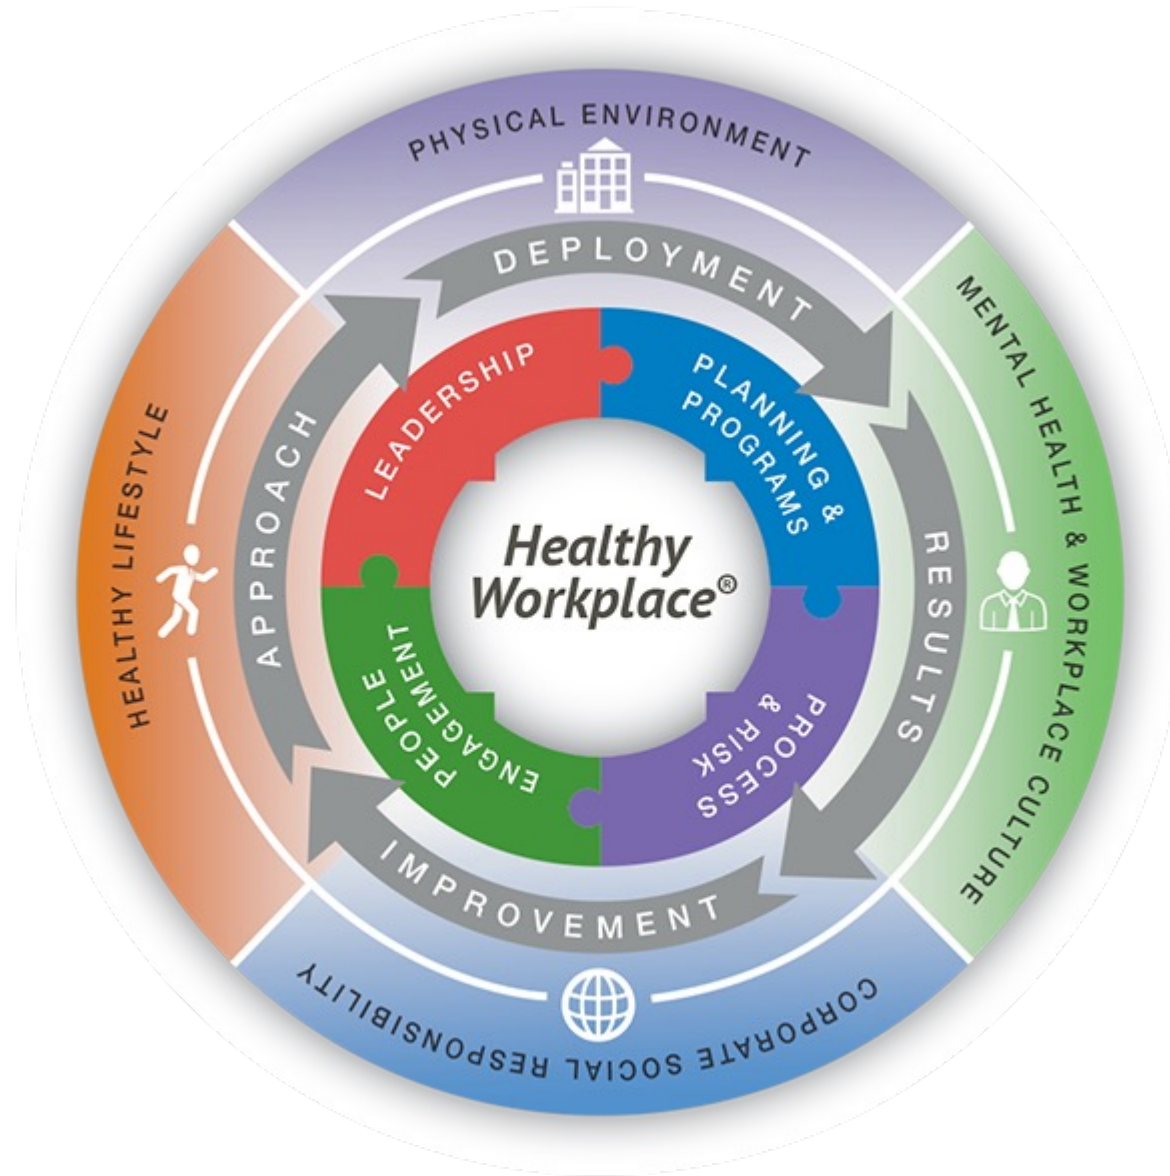 PHYSICAL ENVIRONMENT
MENTAL HEALTH & WORKPLACE CULTURE
CORPORATE SOCIAL RESPONSIBILITY
HEALTHY LIFESTYLE
DEPLOYMENT
RESULTS
IMPROVEMENT
APPROACH
LEADERSHIP
PLANNING &
PROGRAMS
PROCESS
& RISK
PEOPLE
ENGAGEMENT
Healthy
Workplace®